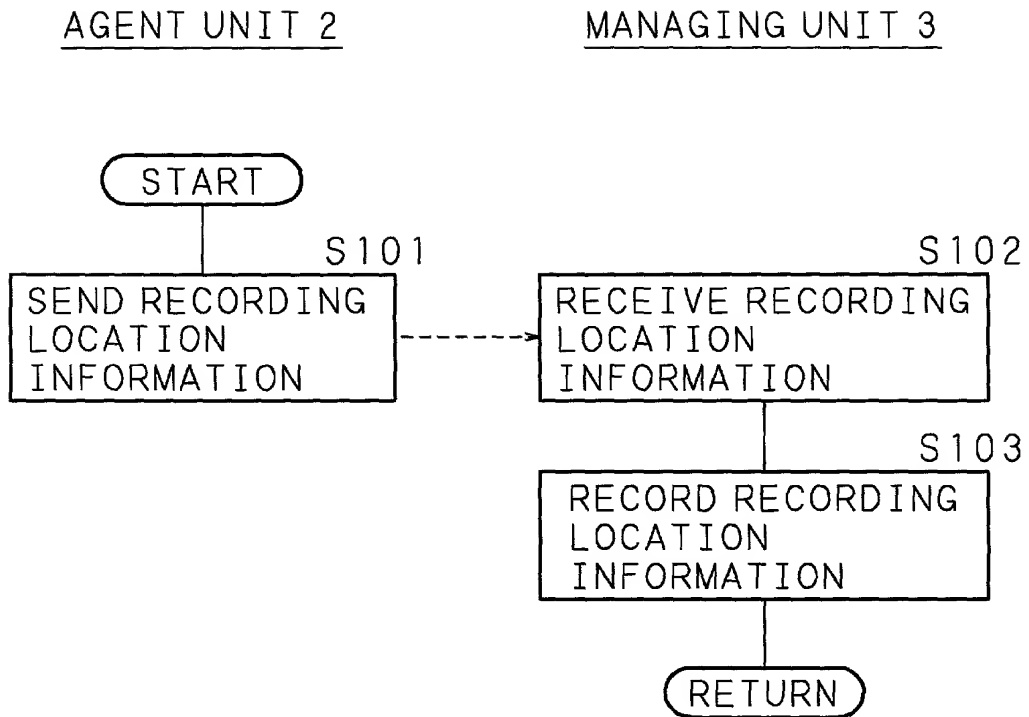 AGENT UNIT 2
MANAGING UNIT 3
START
S101
SEND RECORDING
LOCATION
INFORMATION
S102
RECEIVE RECORDING
LOCATION
INFORMATION
S103
RECORD RECORDING
LOCATION
INFORMATION
RETURN